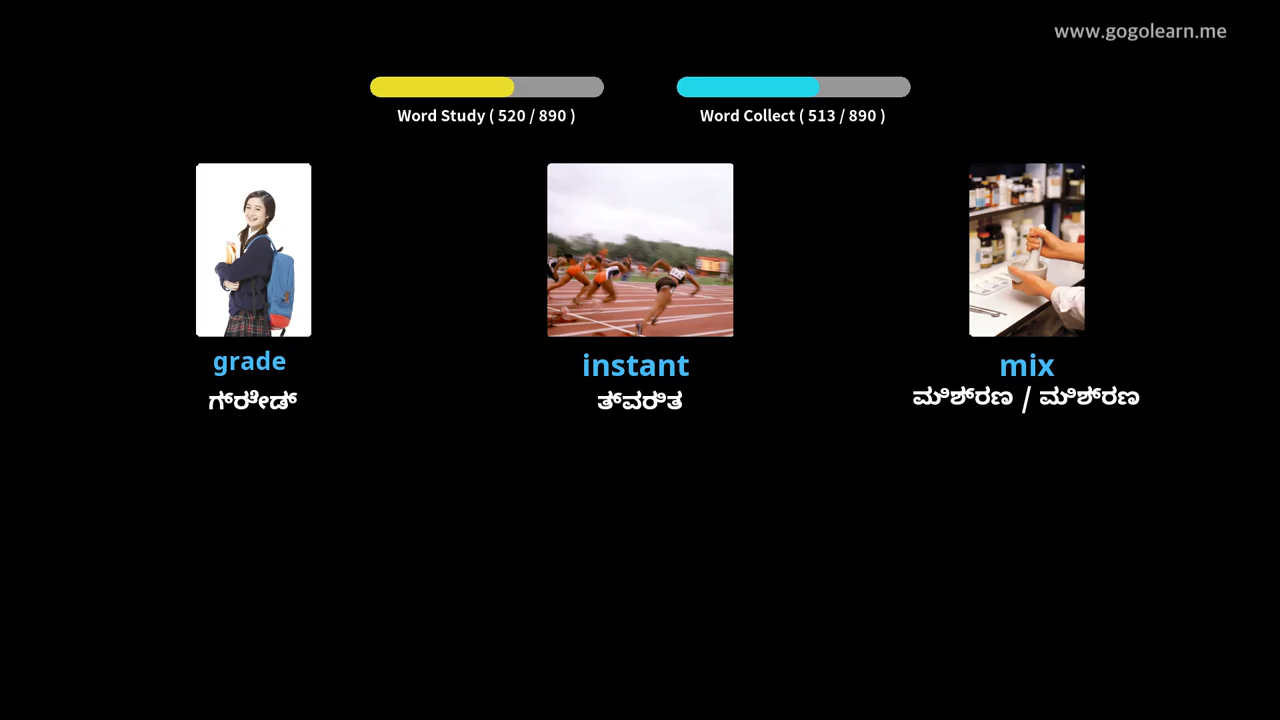 www.gogolearn.me
Word Study ( 520 / 890 )
Word Collect ( 513 / 890 )
grade
instant
mix
ಗ್ರೇಡ್
ತ್ವರಿತ
ಮಿಶ್ರಣ / ಮಿಶ್ರಣ